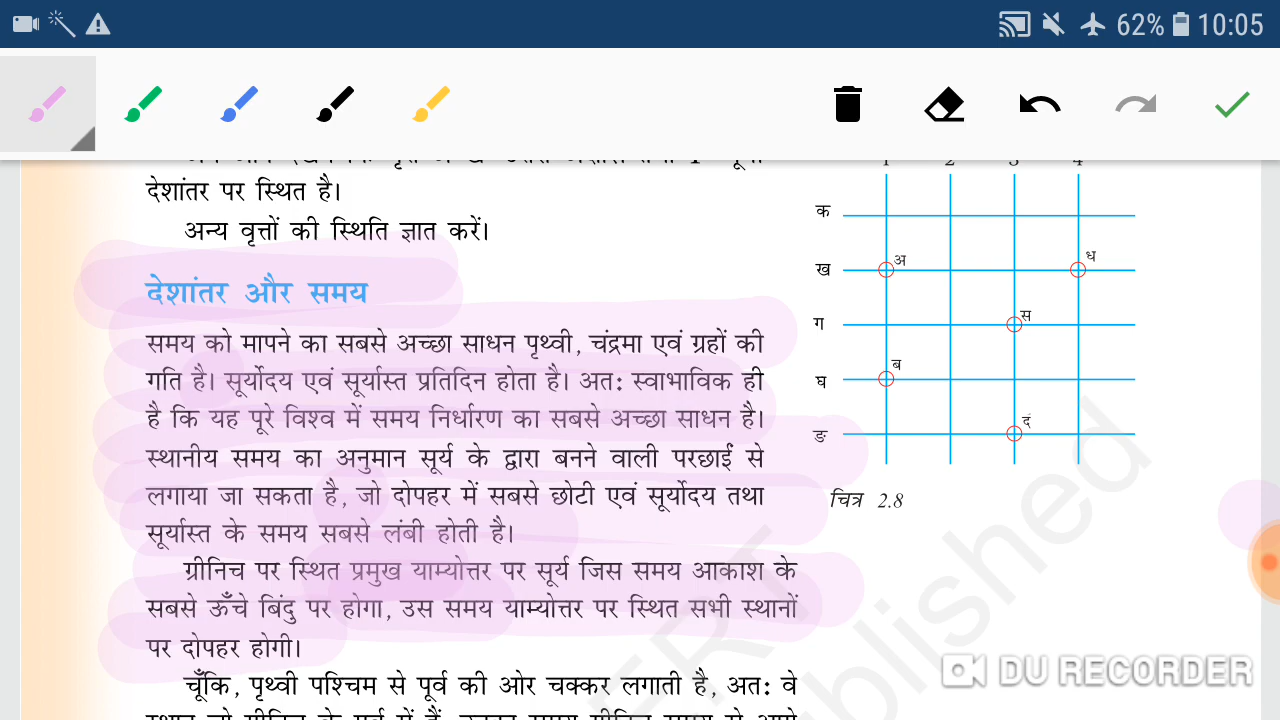 62% 10:05
देशांतर पर स्थित है।
अन्य वृत्तों की स्थिति ज्ञात करें।
देशांतर और समय
समय को मापने का सबसे अच्छा साधन पृथ्वी, चंद्रमा एवं ग्रहों की
गति है। सूर्योदय एवं सूर्यास्त प्रतिदिन होता है। अत: स्वाभाविक ही
है कि यह पूरे विश्व में समय निर्धारण का सबसे अच्छा साधन है।
स्थानीय समय का अनुमान सूर्य के द्वारा बनने वाली परछाईं से
लगाया जा सकता है, जो दोपहर में सबसे छोटी एवं सूर्योदय तथा
सूर्यास्त के समय सबसे लंबी होती है।
ग्रीनिच पर स्थित प्रमुख याम्योत्तर पर सूर्य जिस समय आकाश के
सबसे ऊँचे बिंदु पर होगा, उस समय याम्योत्तर पर स्थित सभी स्थानों
पर दोपहर होगी।
चूँकि, पृथ्वी पश्चिम से पूर्व की ओर चक्कर लगाती है, अत: वे
1 2 3 4
क
ख अ ध
ग स
घ ब
ङ द
चित्र 2.8
blished
DU RECORDER